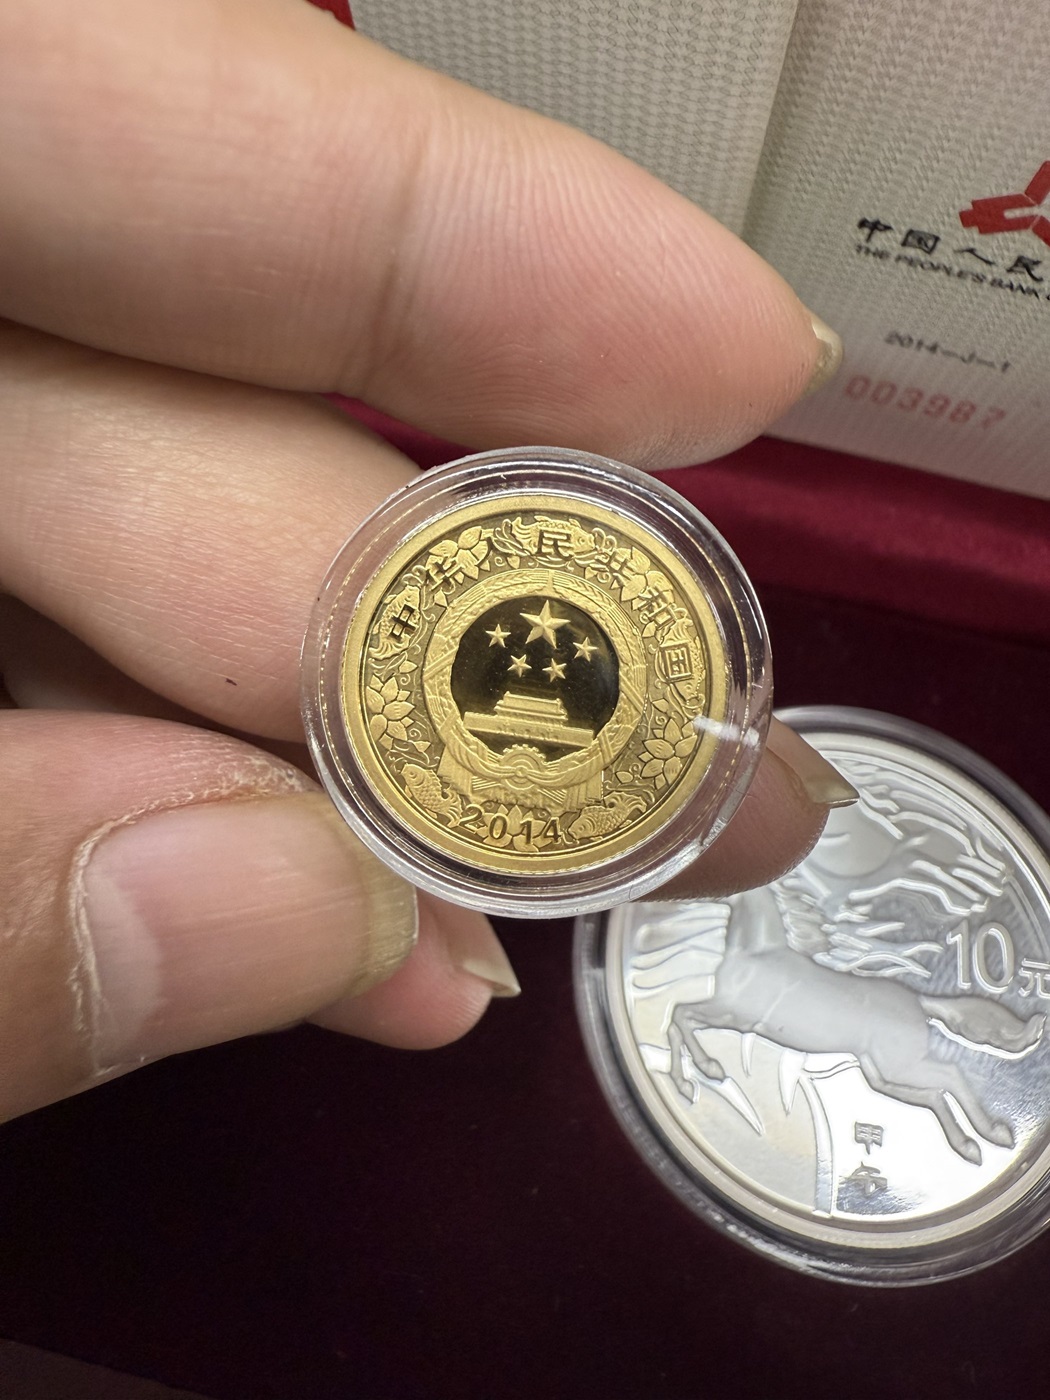 中国人民
THE PEOPLE'S BANK
2014-J-1
003987
中华人民共和国
2014
10元
甲午